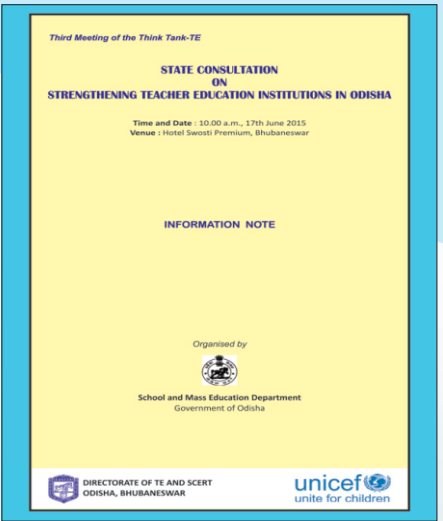 Third Meeting of the Think Tank-TE
STATE CONSULTATION
ON
STRENGTHENING TEACHER EDUCATION INSTITUTIONS IN ODISHA
Time and Date : 10.00 a.m., 17th June 2015
Venue : Hotel Swosti Premium, Bhubaneswar
INFORMATION NOTE
Organised by
School and Mass Education Department
Government of Odisha
DIRECTORATE OF TE AND SCERT
ODISHA, BHUBANESWAR
unicef
unite for children